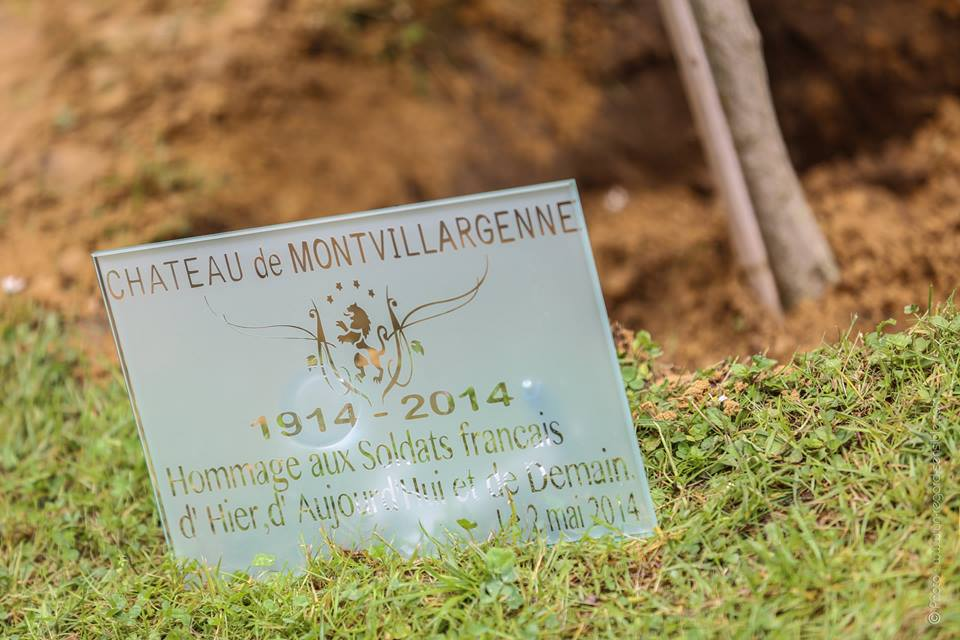 CHATEAU de MONTVILLARGENNE
1914 - 2014
Hommage aux Soldats francais
d'Hier, d'Aujourd'Hui et de Demain.
Le 2 mai 2014